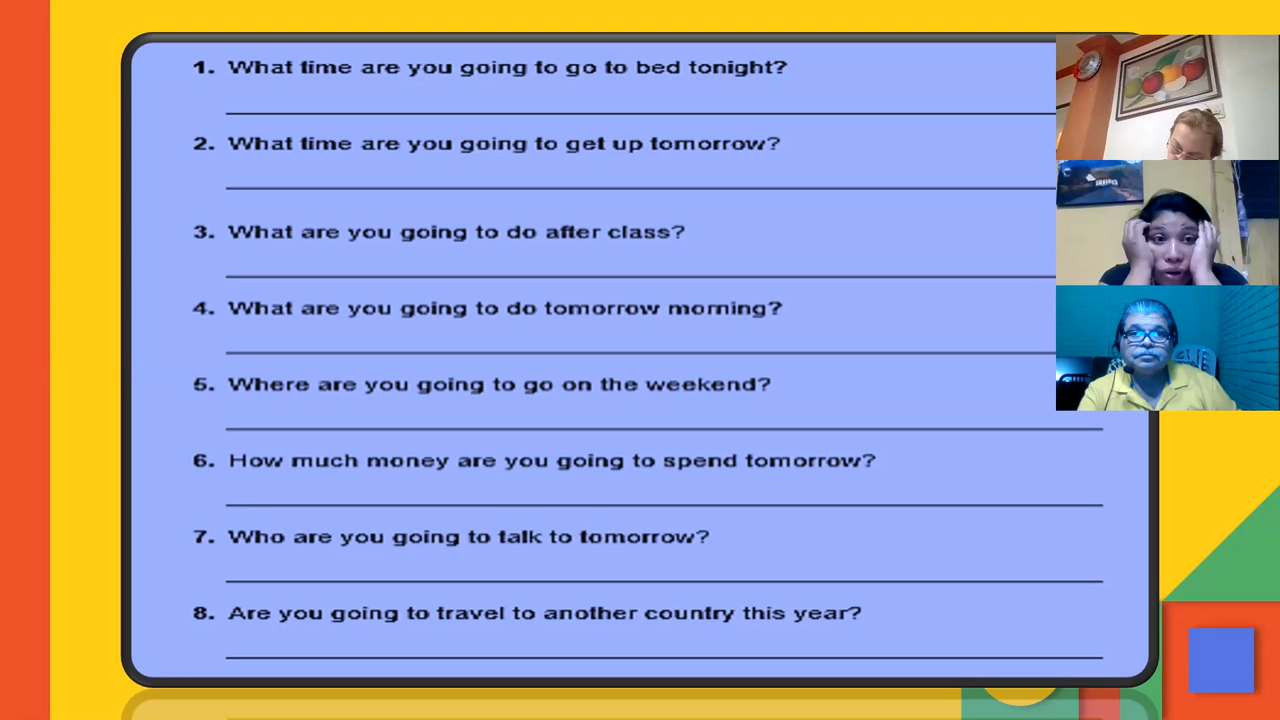 1. What time are you going to go to bed tonight?
2. What time are you going to get up tomorrow?
3. What are you going to do after class?
4. What are you going to do tomorrow morning?
5. Where are you going to go on the weekend?
6. How much money are you going to spend tomorrow?
7. Who are you going to talk to tomorrow?
8. Are you going to travel to another country this year?